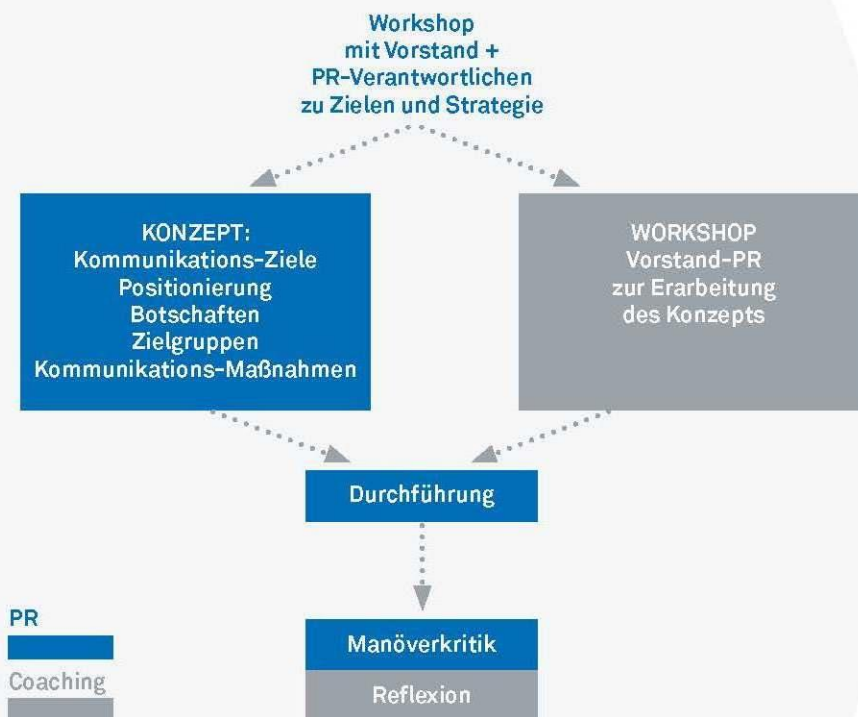 Workshop
mit Vorstand +
PR-Verantwortlichen
zu Zielen und Strategie
KONZEPT:
Kommunikations-Ziele
Positionierung
Botschaften
Zielgruppen
Kommunikations-Maßnahmen
WORKSHOP
Vorstand-PR
zur Erarbeitung
des Konzepts
Durchführung
Manöverkritik
Reflexion
PR
Coaching